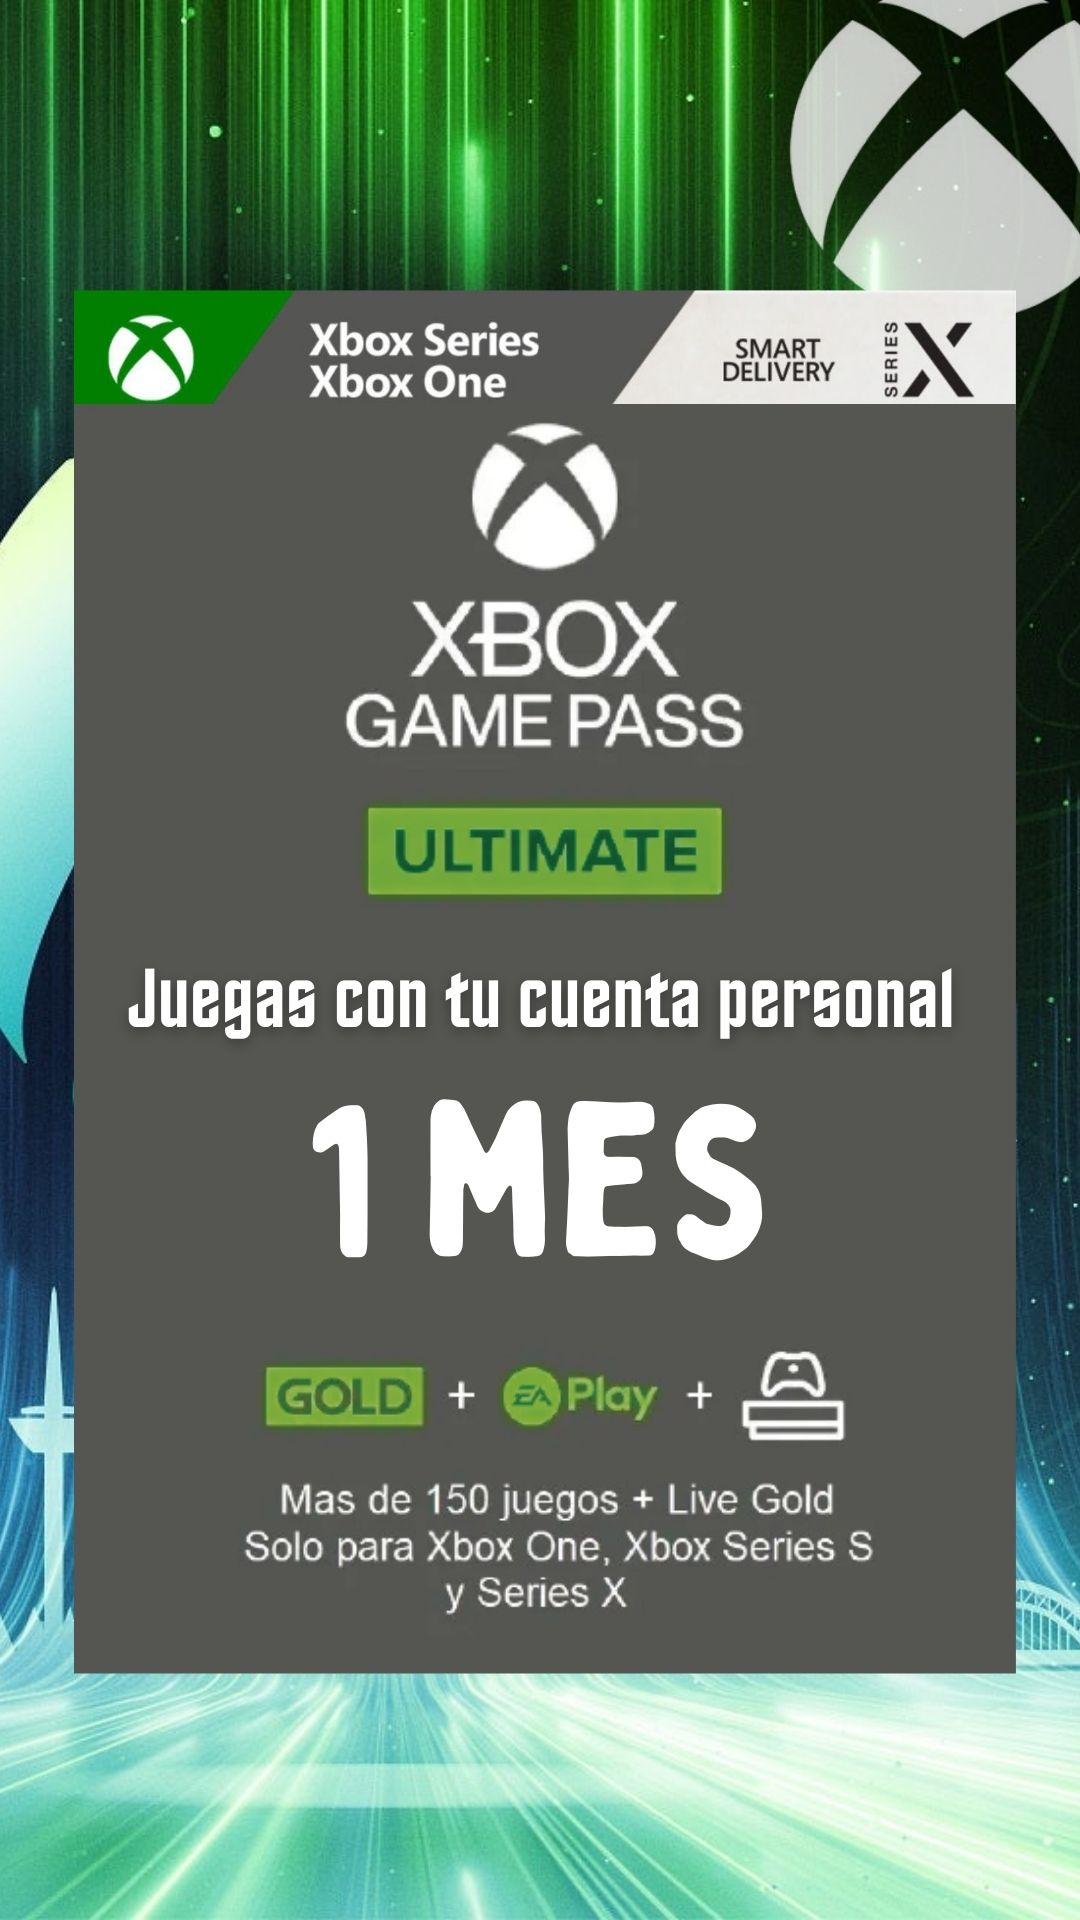 Xbox Series
Xbox One
SMART
DELIVERY
SERIES
X
XBOX
GAME PASS
ULTIMATE
Juegas con tu cuenta personal
1 MES
GOLD + EA Play +
Mas de 150 juegos + Live Gold
Solo para Xbox One, Xbox Series S
y Series X